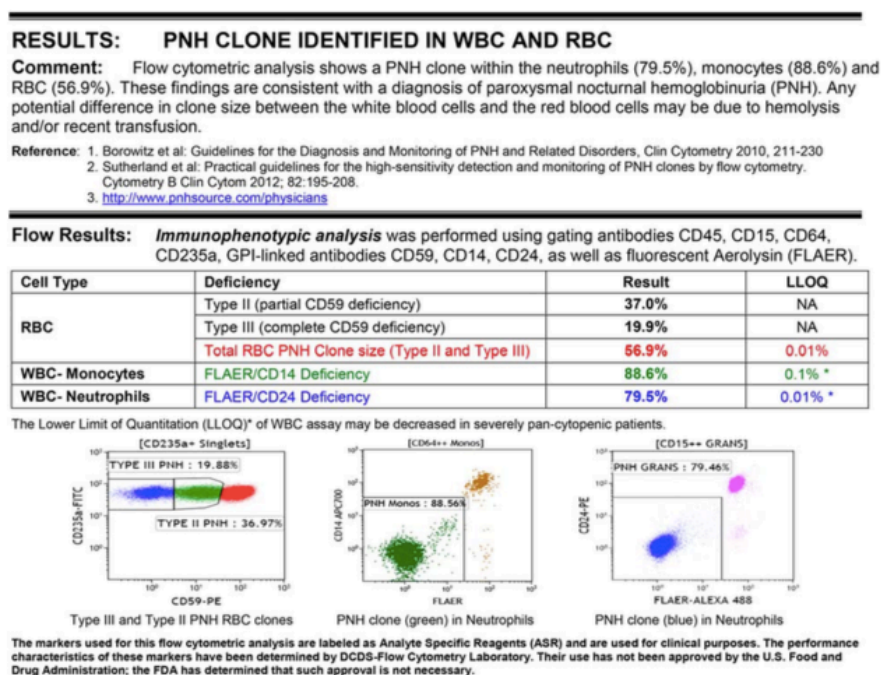 RESULTS: PNH CLONE IDENTIFIED IN WBC AND RBC
Comment: Flow cytometric analysis shows a PNH clone within the neutrophils (79.5%), monocytes (88.6%) and
RBC (56.9%). These findings are consistent with a diagnosis of paroxysmal nocturnal hemoglobinuria (PNH). Any
potential difference in clone size between the white blood cells and the red blood cells may be due to hemolysis
and/or recent transfusion.
Reference: 1. Borowitz et al: Guidelines for the Diagnosis and Monitoring of PNH and Related Disorders, Clin Cytometry 2010, 211-230
2. Sutherland et al: Practical guidelines for the high-sensitivity detection and monitoring of PNH clones by flow cytometry.
Cytometry B Clin Cytom 2012; 82:195-208.
3. http://www.pnhsource.com/physicians
Flow Results: Immunophenotypic analysis was performed using gating antibodies CD45, CD15, CD64,
CD235a, GPI-linked antibodies CD59, CD14, CD24, as well as fluorescent Aerolysin (FLAER).
Cell Type Deficiency Result LLOQ
RBC Type II (partial CD59 deficiency) 37.0% NA
Type III (complete CD59 deficiency) 19.9% NA
Total RBC PNH Clone size (Type II and Type III) 56.9% 0.01%
WBC- Monocytes FLAER/CD14 Deficiency 88.6% 0.1% *
WBC- Neutrophils FLAER/CD24 Deficiency 79.5% 0.01% *
The Lower Limit of Quantitation (LLOQ)* of WBC assay may be decreased in severely pan-cytopenic patients.
[CD235a+ Singlets]
TYPE III PNH : 19.88%
TYPE II PNH : 36.97%
CD235a-FITC
CD59-PE
Type III and Type II PNH RBC clones
[CD64++ Monos]
PNH Monos : 88.56%
CD14 APC700
FLAER
PNH clone (green) in Neutrophils
[CD15++ GRANS]
PNH GRANS : 79.46%
CD24-PE
FLAER-ALEXA 488
PNH clone (blue) in Neutrophils
The markers used for this flow cytometric analysis are labeled as Analyte Specific Reagents (ASR) and are used for clinical purposes. The performance
characteristics of these markers have been determined by DCDS-Flow Cytometry Laboratory. Their use has not been approved by the U.S. Food and
Drug Administration; the FDA has determined that such approval is not necessary.